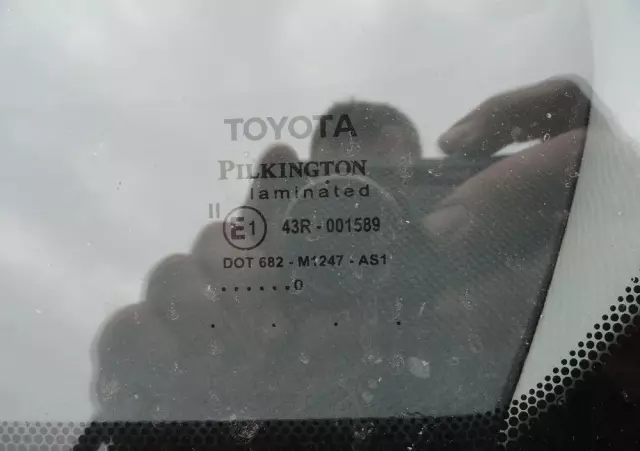 TOYOTA
PILKINGTON
laminated
II
E1 43R - 001589
DOT 682 - M1247 - AS1
......0
. . . .